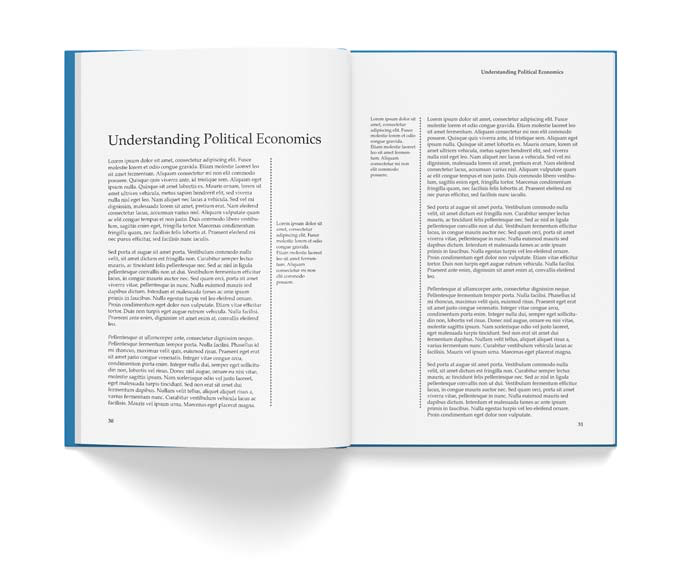 Understanding Political Economics
Lorem ipsum dolor sit amet, consectetur adipiscing elit. Fusce
molestie lorem et odio congue gravida. Etiam molestie laoreet leo
sit amet fermentum. Aliquam consectetur mi non elit commodo
posuere. Quisque quis viverra ante, id tristique sem. Aliquam eget
ipsum nulla. Quisque sit amet lobortis ex. Mauris ornare, lorem id
amet ultrices vehicula, metus sapien hendrerit elit, sed viverra
nulla nisl eget leo. Nam aliquet nec lacus a vehicula. Sed vel mi
dignissim, malesuada lorem sit amet, pretium erat. Nam eleifend
consectetur lacus, accumsan varius nisl. Aliquam vulputate quam
ac elit congue tempus et non justo. Duis commodo libero vestibu-
lum, sagittis enim eget, fringilla tortor. Maecenas condimentum
fringilla quam, nec facilisis felis lobortis at. Praesent eleifend mi
nec purus efficitur, sed facilisis nunc iaculis.
Sed porta at augue sit amet porta. Vestibulum commodo nulla
velit, sit amet dictum est fringilla non. Curabitur semper lectus
mauris, ac tincidunt felis pellentesque nec. Sed ac nisl in ligula
pellentesque convallis non at dui. Vestibulum fermentum efficitur
lacus, in congue mauris auctor nec. Sed quam orci, porta sit amet
viverra vitae, pellentesque in nunc. Nulla euismod mauris sed
dapibus dictum. Interdum et malesuada fames ac ante ipsum
primis in faucibus. Nulla egestas turpis vel leo eleifend ornare.
Proin condimentum eget dolor non vulputate. Etiam vitae efficitur
tortor. Duis non turpis eget augue rutrum vehicula. Nulla facilisi.
Praesent ante enim, dignissim sit amet enim at, convallis eleifend
leo.
Pellentesque at ullamcorper ante, consectetur dignissim neque.
Pellentesque fermentum tempor porta. Nulla facilisi. Phasellus id
mi rhoncus, maximus velit quis, euismod risus. Praesent eget erat
sit amet justo congue venenatis. Integer vitae congue arcu,
condimentum porta enim. Integer nulla dui, semper eget sollicitu-
din non, lobortis vel risus. Donec nisl augue, ornare eu nisi vitae,
molestie sagittis ipsum. Nam scelerisque odio vel justo laoreet,
eget malesuada turpis tincidunt. Sed non erat sit amet dui
fermentum dapibus. Nullam velit tellus, aliquet aliquet risus a,
varius fermentum nunc. Curabitur vestibulum vehicula lacus ac
facilisis. Mauris vel ipsum urna. Maecenas eget placerat magna.
Lorem ipsum dolor sit
amet, consectetur
adipiscing elit. Fusce
molestie lorem et odio
congue gravida.
Etiam molestie laoreet
leo sit amet fermen-
tum. Aliquam
consectetur mi non
elit commodo
posuere.
30
Understanding Political Economics
Lorem ipsum dolor sit
amet, consectetur
adipiscing elit. Fusce
molestie lorem et odio
congue gravida. Etiam
molestie laoreet leo
sit amet fermentum.
Aliquam consectetur
mi non elit commodo
posuere.
Lorem ipsum dolor sit amet, consectetur adipiscing elit. Fusce
molestie lorem et odio congue gravida. Etiam molestie laoreet leo
sit amet fermentum. Aliquam consectetur mi non elit commodo
posuere. Quisque quis viverra ante, id tristique sem. Aliquam eget
ipsum nulla. Quisque sit amet lobortis ex. Mauris ornare, lorem id
amet ultrices vehicula, metus sapien hendrerit elit, sed viverra
nulla nisl eget leo. Nam aliquet nec lacus a vehicula. Sed vel mi
dignissim, malesuada lorem sit amet, pretium erat. Nam eleifend
consectetur lacus, accumsan varius nisl. Aliquam vulputate quam
ac elit congue tempus et non justo. Duis commodo libero vestibu-
lum, sagittis enim eget, fringilla tortor. Maecenas condimentum
fringilla quam, nec facilisis felis lobortis at. Praesent eleifend mi
nec purus efficitur, sed facilisis nunc iaculis.
Sed porta at augue sit amet porta. Vestibulum commodo nulla
velit, sit amet dictum est fringilla non. Curabitur semper lectus
mauris, ac tincidunt felis pellentesque nec. Sed ac nisl in ligula
pellentesque convallis non at dui. Vestibulum fermentum efficitur
lacus, in congue mauris auctor nec. Sed quam orci, porta sit amet
viverra vitae, pellentesque in nunc. Nulla euismod mauris sed
dapibus dictum. Interdum et malesuada fames ac ante ipsum
primis in faucibus. Nulla egestas turpis vel leo eleifend ornare.
Proin condimentum eget dolor non vulputate. Etiam vitae efficitur
tortor. Duis non turpis eget augue rutrum vehicula. Nulla facilisi.
Praesent ante enim, dignissim sit amet enim at, convallis eleifend
leo.
Pellentesque at ullamcorper ante, consectetur dignissim neque.
Pellentesque fermentum tempor porta. Nulla facilisi. Phasellus id
mi rhoncus, maximus velit quis, euismod risus. Praesent eget erat
sit amet justo congue venenatis. Integer vitae congue arcu,
condimentum porta enim. Integer nulla dui, semper eget sollicitu-
din non, lobortis vel risus. Donec nisl augue, ornare eu nisi vitae,
molestie sagittis ipsum. Nam scelerisque odio vel justo laoreet,
eget malesuada turpis tincidunt. Sed non erat sit amet dui
fermentum dapibus. Nullam velit tellus, aliquet aliquet risus a,
varius fermentum nunc. Curabitur vestibulum vehicula lacus ac
facilisis. Mauris vel ipsum urna. Maecenas eget placerat magna.
Sed porta at augue sit amet porta. Vestibulum commodo nulla
velit, sit amet dictum est fringilla non. Curabitur semper lectus
mauris, ac tincidunt felis pellentesque nec. Sed ac nisl in ligula
pellentesque convallis non at dui. Vestibulum fermentum efficitur
lacus, in congue mauris auctor nec. Sed quam orci, porta sit amet
viverra vitae, pellentesque in nunc. Nulla euismod mauris sed
dapibus dictum. Interdum et malesuada fames ac ante ipsum
primis in faucibus. Nulla egestas turpis vel leo eleifend ornare.
Proin condimentum eget dolor non vulputate.
31